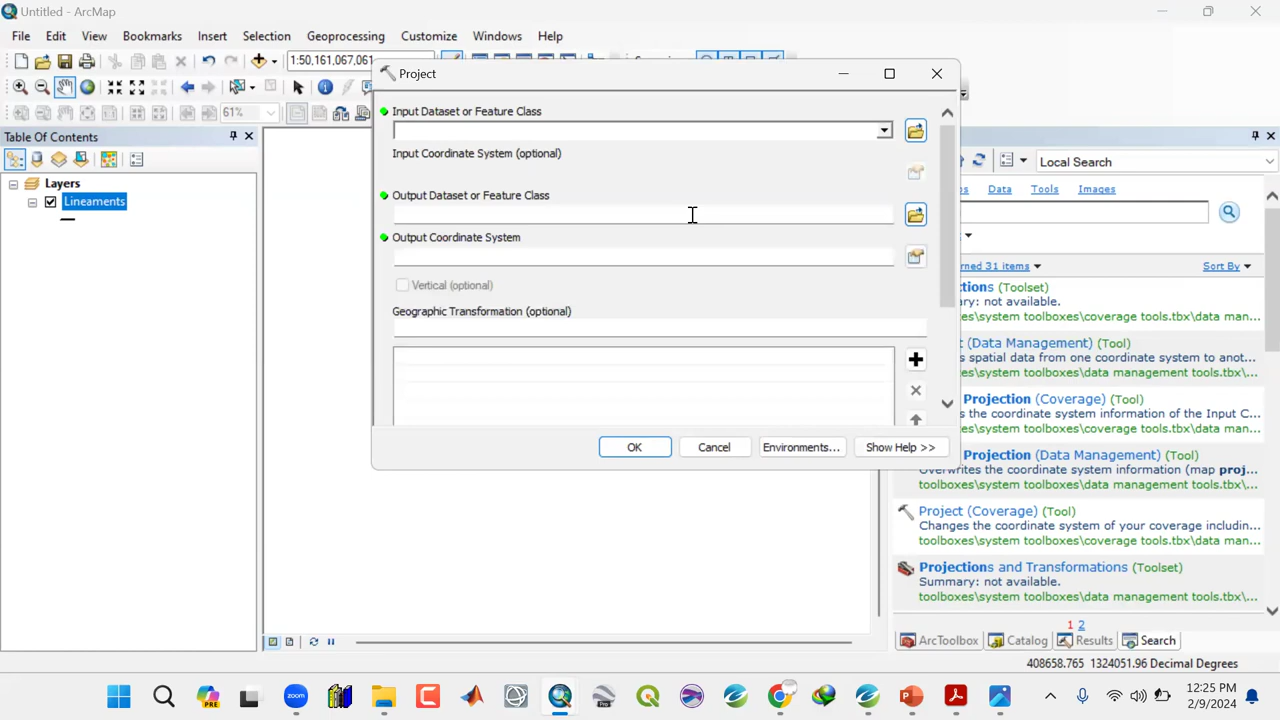 Untitled - ArcMap
File Edit View Bookmarks Insert Selection Geoprocessing Customize Windows Help
1:50,161,067,061
61%
Table Of Contents
Layers
Lineaments
Project
Input Dataset or Feature Class
Input Coordinate System (optional)
Output Dataset or Feature Class
Output Coordinate System
Vertical (optional)
Geographic Transformation (optional)
OK Cancel Environments... Show Help >>
Local Search
Data Tools Images
rned 31 items Sort By
tions (Toolset)
ary: not available.
toolboxes\system toolboxes\coverage tools.tbx\data man...
t (Data Management) (Tool)
s spatial data from one coordinate system to anot...
toolboxes\system toolboxes\data management tools.tbx\...
Projection (Coverage) (Tool)
s the coordinate system information of the Input C...
toolboxes\system toolboxes\coverage tools.tbx\data man...
Projection (Data Management) (Tool)
Overwrites the coordinate system information (map proj...
toolboxes\system toolboxes\data management tools.tbx\...
Project (Coverage) (Tool)
Changes the coordinate system of your coverage includin...
toolboxes\system toolboxes\coverage tools.tbx\data man...
Projections and Transformations (Toolset)
Summary: not available.
toolboxes\system toolboxes\data management tools.tbx\...
1 2
ArcToolbox Catalog Results Search
408658.765 1324051.96 Decimal Degrees
PRE
zoom
Pro
12:25 PM
2/9/2024